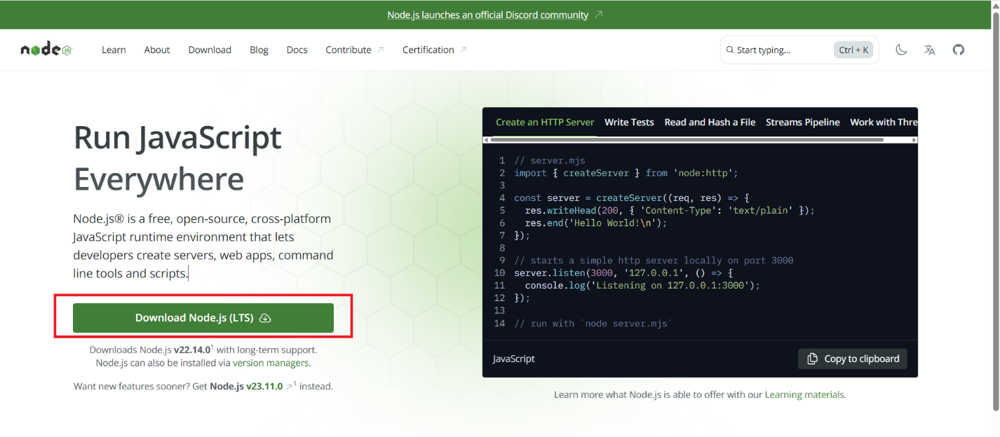 Node.js launches an official Discord community
node JS
Learn About Download Blog Docs Contribute Certification
Start typing... Ctrl + K
Run JavaScript
Everywhere
Node.js® is a free, open-source, cross-platform
JavaScript runtime environment that lets
developers create servers, web apps, command
line tools and scripts.
Download Node.js (LTS)
Downloads Node.js v22.14.0¹ with long-term support.
Node.js can also be installed via version managers.
Want new features sooner? Get Node.js v23.11.0 ¹ instead.
Create an HTTP Server Write Tests Read and Hash a File Streams Pipeline Work with Thre
1 // server.mjs
2 import { createServer } from 'node:http';
3
4 const server = createServer((req, res) => {
5   res.writeHead(200, { 'Content-Type': 'text/plain' });
6   res.end('Hello World!\n');
7 });
8
9 // starts a simple http server locally on port 3000
10 server.listen(3000, '127.0.0.1', () => {
11   console.log('Listening on 127.0.0.1:3000');
12 });
13
14 // run with `node server.mjs`
JavaScript
Copy to clipboard
Learn more what Node.js is able to offer with our Learning materials.